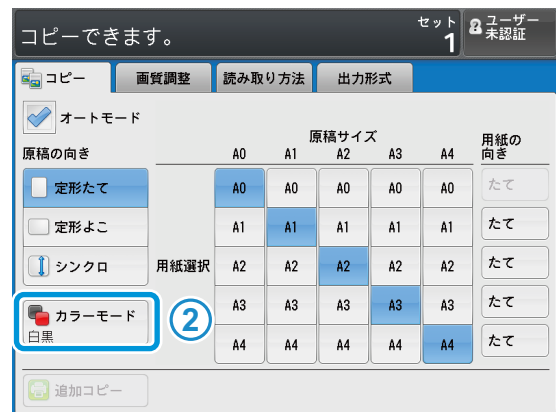 コピーできます。
セット
1
ユーザー
未認証
コピー 画質調整 読み取り方法 出力形式
オートモード
原稿サイズ
用紙の
向き
原稿の向き
A0 A1 A2 A3 A4
定形たて
A0 A0 A0 A0 A0 たて
定形よこ
A1 A1 A1 A1 A1 たて
シンクロ
用紙選択 A2 A2 A2 A2 A2 たて
カラーモード
白黒
②
A3 A3 A3 A3 A3 たて
A4 A4 A4 A4 A4 たて
追加コピー